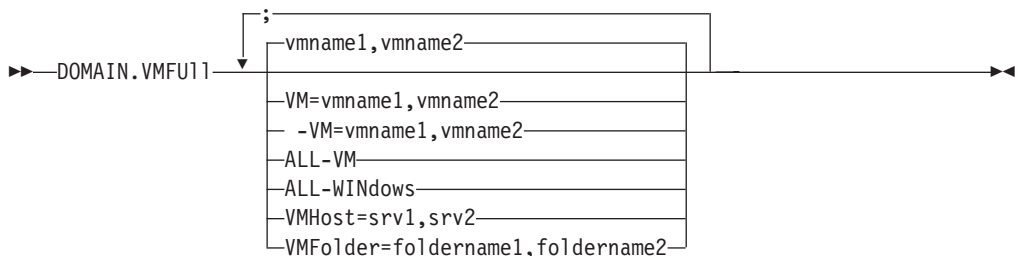 ;
vmname1,vmname2
DOMAIN.VMFUll
VM=vmname1,vmname2
-VM=vmname1,vmname2
ALL-VM
ALL-WINdows
VMHost=srv1,srv2
VMFolder=foldername1,foldername2